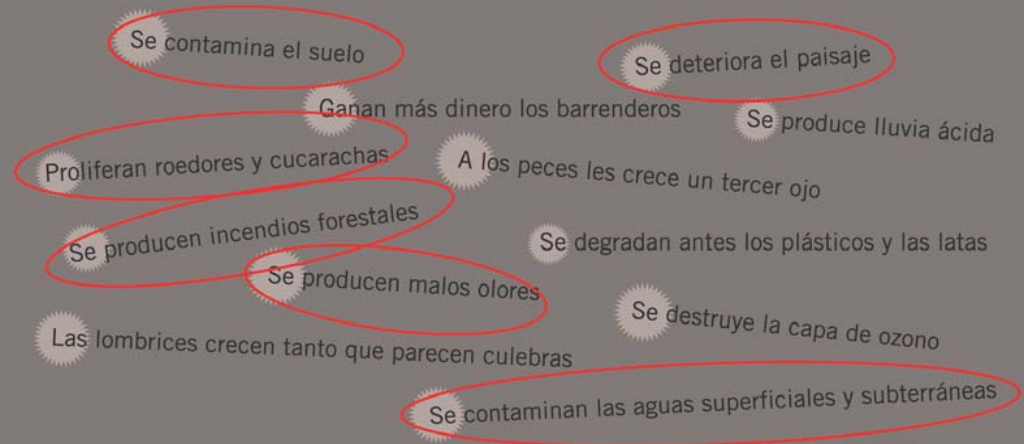 Se contamina el suelo
Se deteriora el paisaje
Ganan más dinero los barrenderos
Se produce lluvia ácida
Proliferan roedores y cucarachas
A los peces les crece un tercer ojo
Se producen incendios forestales
Se degradan antes los plásticos y las latas
Se producen malos olores
Se destruye la capa de ozono
Las lombrices crecen tanto que parecen culebras
Se contaminan las aguas superficiales y subterráneas